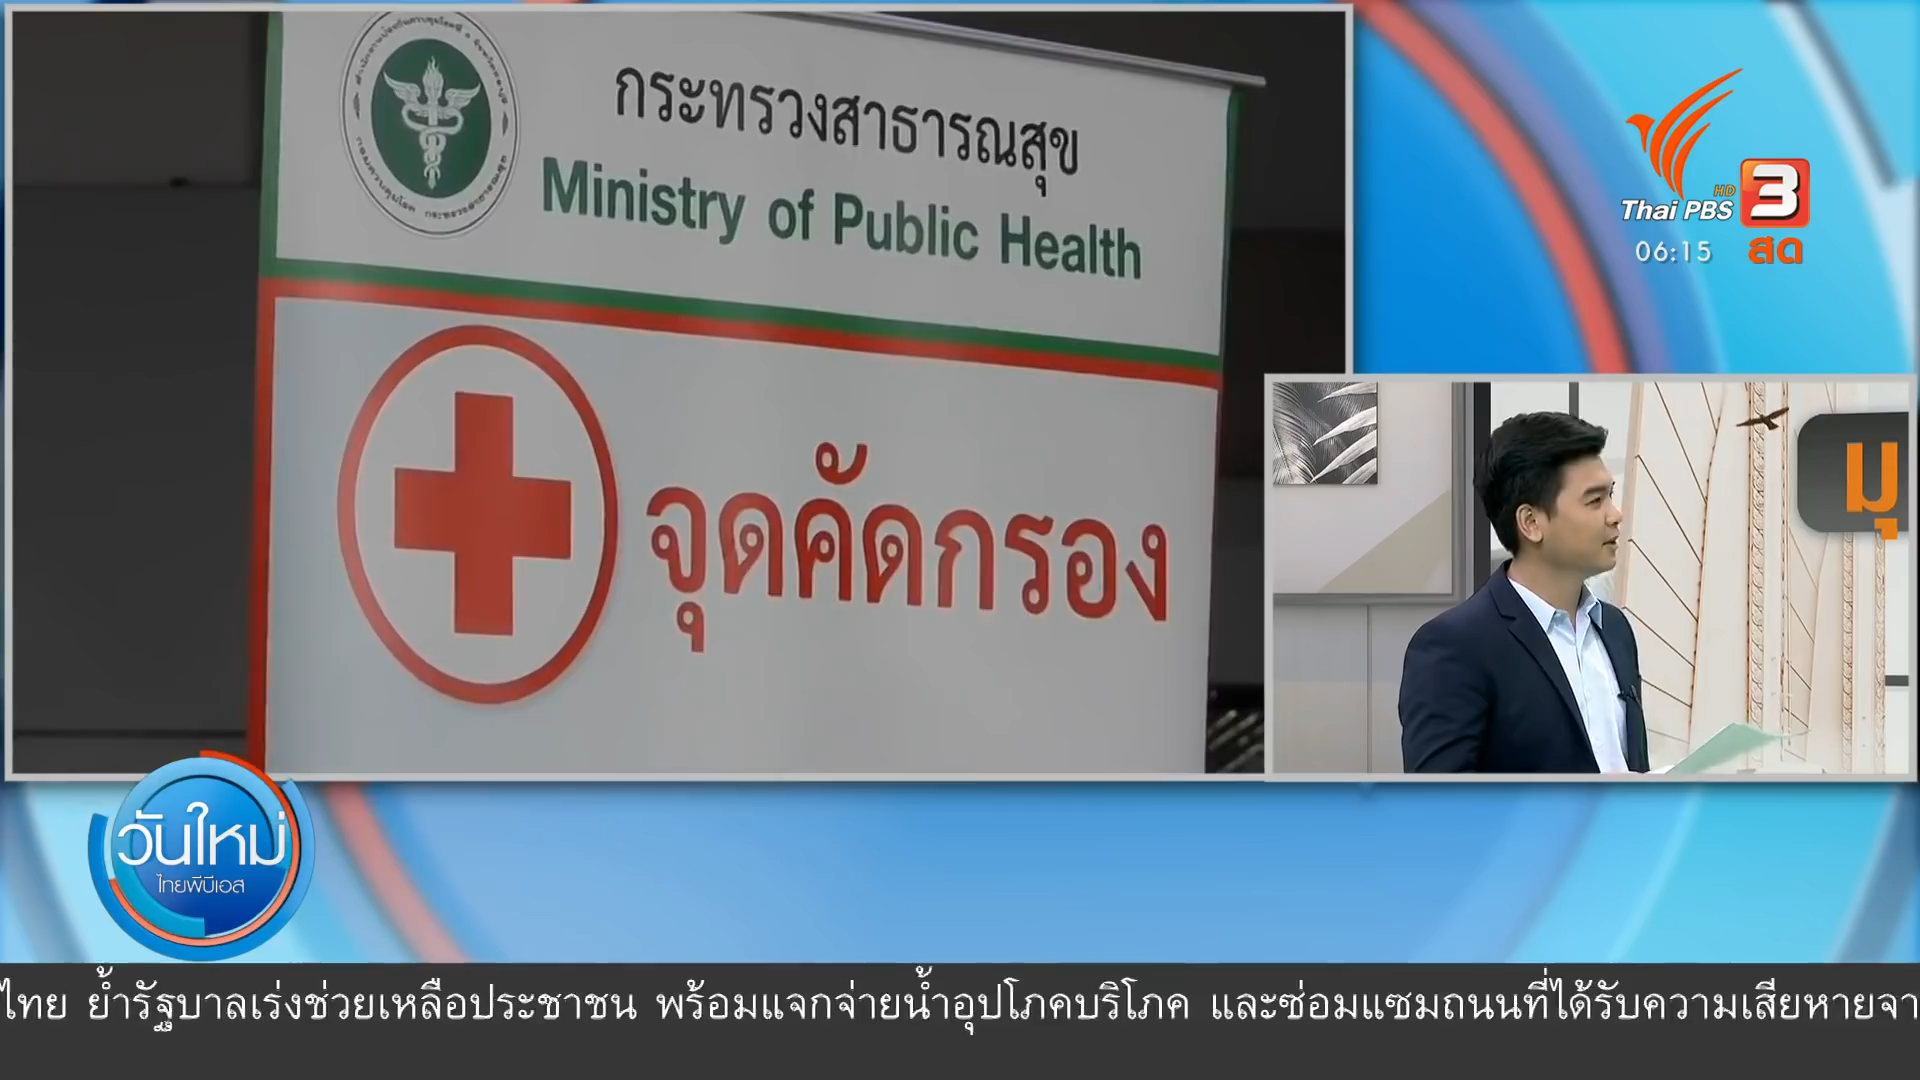 กระทรวงสาธารณสุข
Ministry of Public Health
จุดคัดกรอง
HD
Thai PBS 3
06:15 สด
มุ
วันใหม่
ไทยพีบีเอส
ไทย ย้ำรัฐบาลเร่งช่วยเหลือประชาชน พร้อมแจกจ่ายน้ำอุปโภคบริโภค และซ่อมแซมถนนที่ได้รับความเสียหายจา